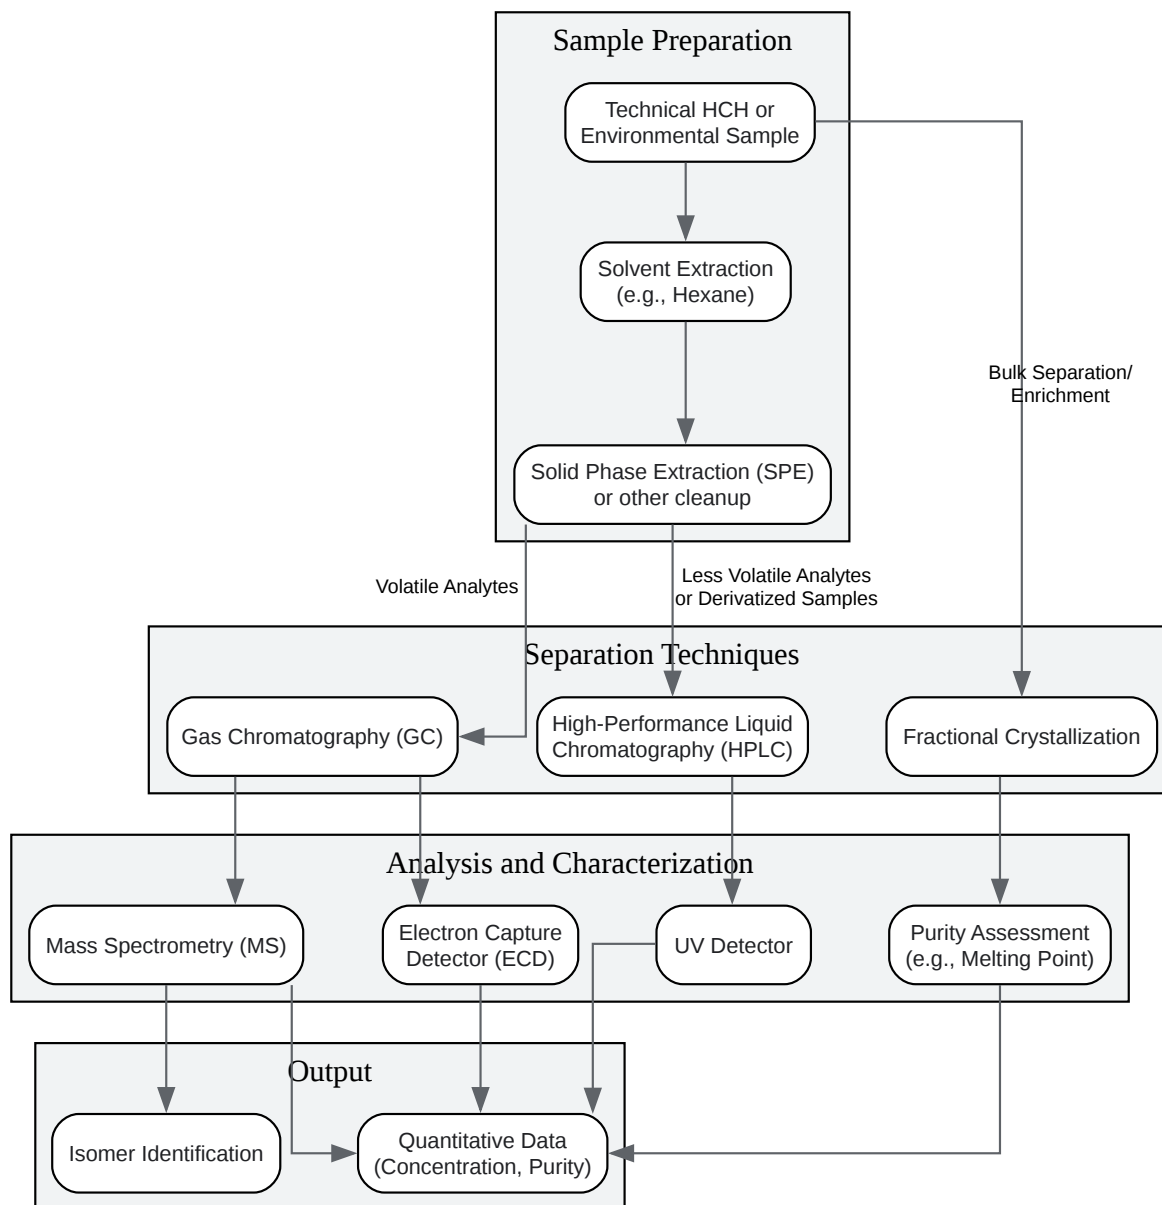 Sample Preparation
Technical HCH or
Environmental Sample
Solvent Extraction
(e.g., Hexane)
Bulk Separation/
Enrichment
Solid Phase Extraction (SPE)
or other cleanup
Volatile Analytes
Less Volatile Analytes
or Derivatized Samples
Separation Techniques
Gas Chromatography (GC)
High-Performance Liquid
Chromatography (HPLC)
Fractional Crystallization
Analysis and Characterization
Mass Spectrometry (MS)
Electron Capture
Detector (ECD)
UV Detector
Purity Assessment
(e.g., Melting Point)
Output
Isomer Identification
Quantitative Data
(Concentration, Purity)